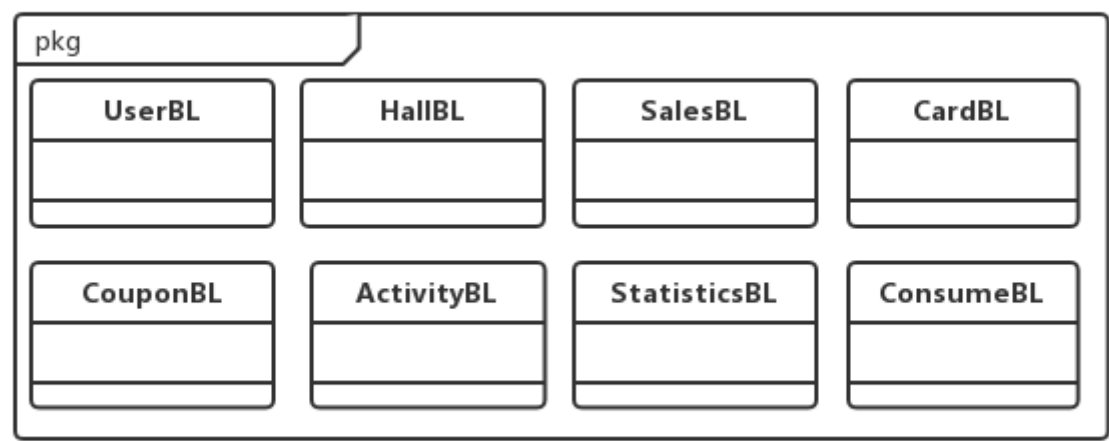 pkg
UserBL
HallBL
SalesBL
CardBL
CouponBL
ActivityBL
StatisticsBL
ConsumeBL